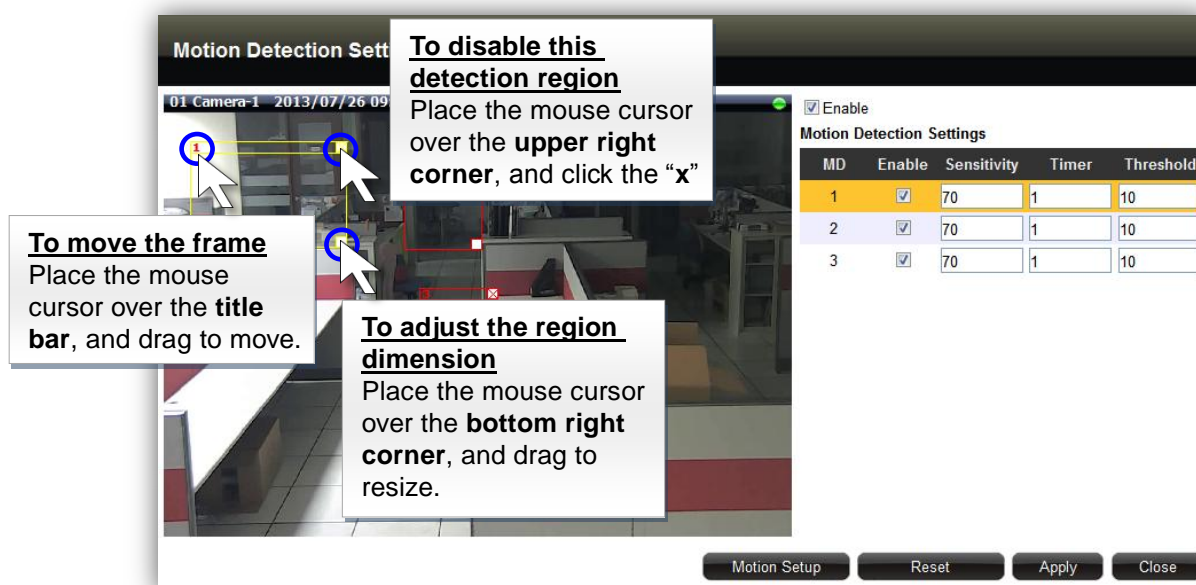 Motion Detection Sett
To disable this
detection region
Place the mouse cursor
over the upper right
corner, and click the “x”
01 Camera-1 2013/07/26 09
1
To move the frame
Place the mouse
cursor over the title
bar, and drag to move.
To adjust the region
dimension
Place the mouse cursor
over the bottom right
corner, and drag to
resize.
Enable
Motion Detection Settings
MD Enable Sensitivity Timer Threshold
1 70 1 10
2 70 1 10
3 70 1 10
Motion Setup Reset Apply Close